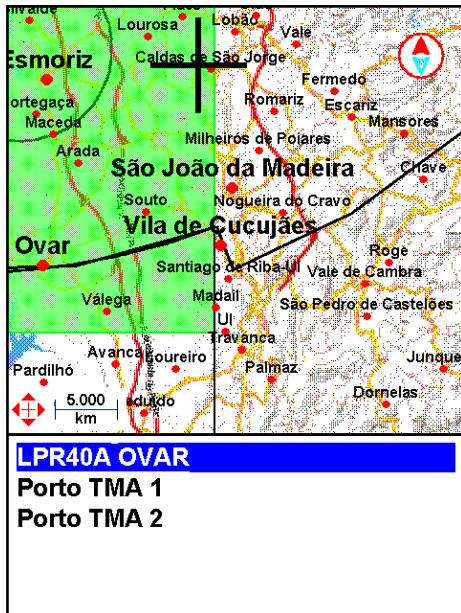 Lourosa
Lobão
Vale
Caldas de São Jorge
Esmoriz
Fermedo
Romariz
Escariz
Maceda
Mansores
Milheiros de Poiares
Arada
São João da Madeira
Chave
Souto
Nogueira do Cravo
Vila de Cucujães
Ovar
Roge
Santiago de Riba-Ul
Vale de Cambra
Madail
Válega
São Pedro de Castelões
Ul
Travanca
Avanca
Loureiro
Junque
Pardilhó
Palmaz
5.000
km
Dornelas
LPR40A OVAR
Porto TMA 1
Porto TMA 2